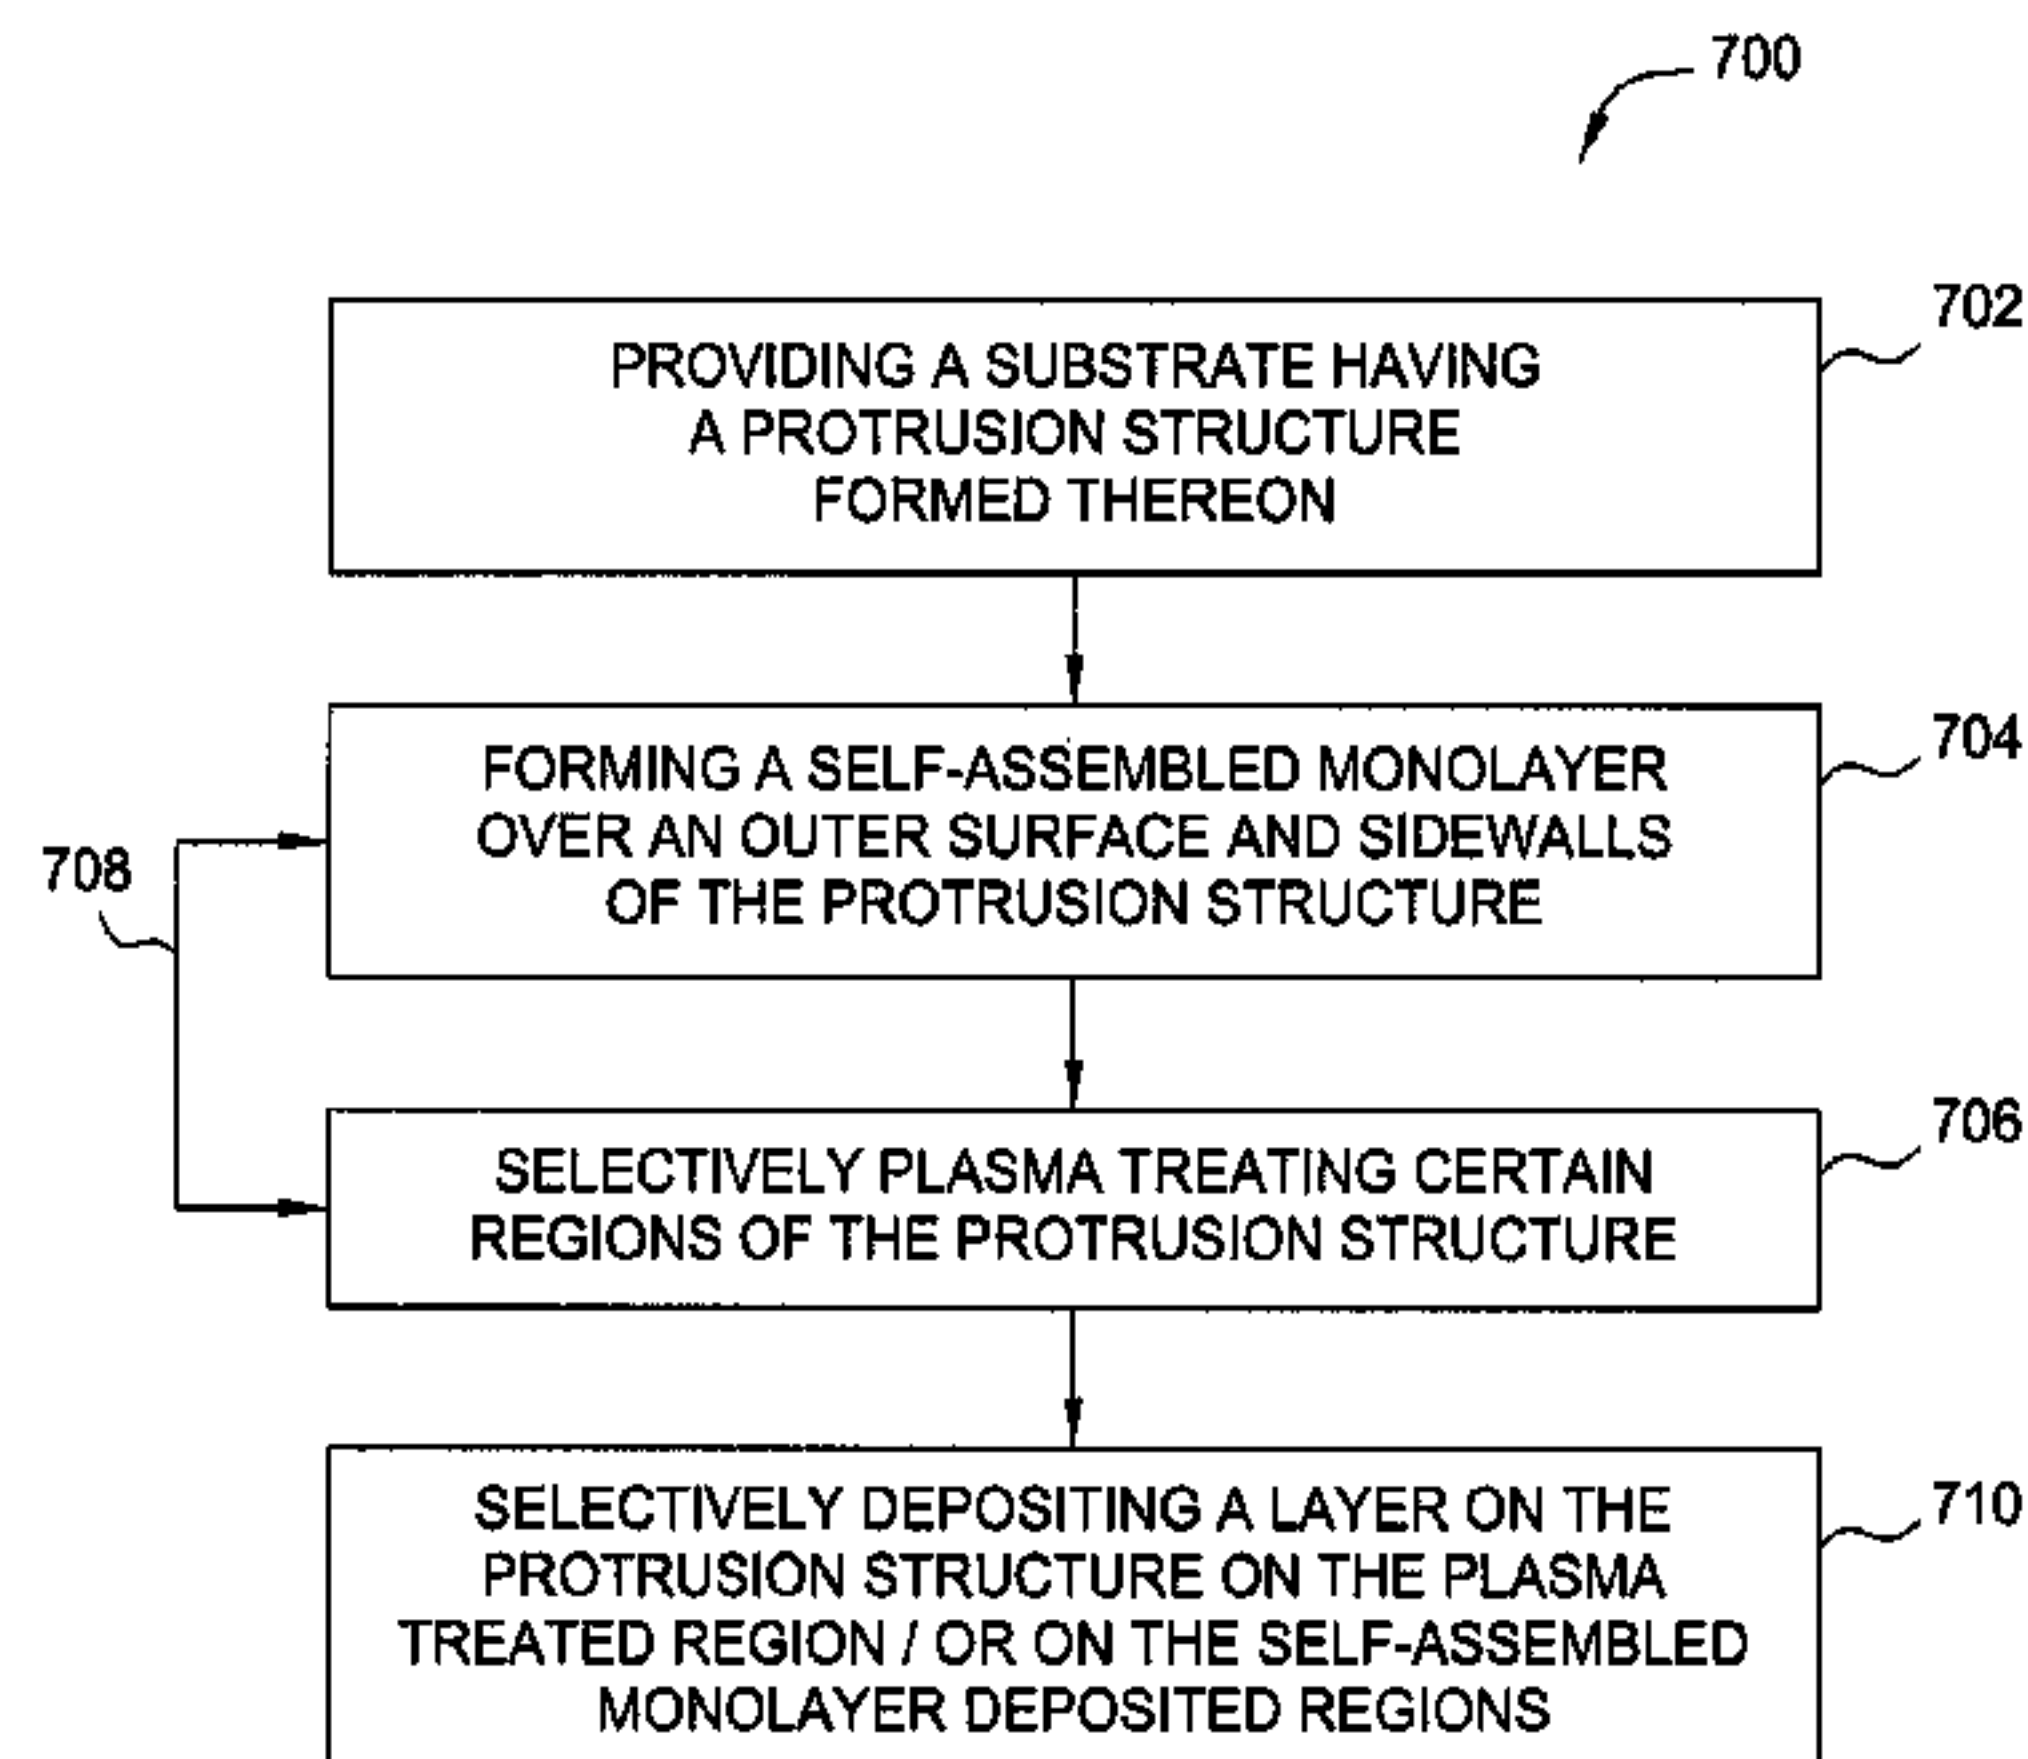 700
702
PROVIDING A SUBSTRATE HAVING
A PROTRUSION STRUCTURE
FORMED THEREON
704
FORMING A SELF-ASSEMBLED MONOLAYER
OVER AN OUTER SURFACE AND SIDEWALLS
OF THE PROTRUSION STRUCTURE
708
706
SELECTIVELY PLASMA TREATING CERTAIN
REGIONS OF THE PROTRUSION STRUCTURE
710
SELECTIVELY DEPOSITING A LAYER ON THE
PROTRUSION STRUCTURE ON THE PLASMA
TREATED REGION / OR ON THE SELF-ASSEMBLED
MONOLAYER DEPOSITED REGIONS